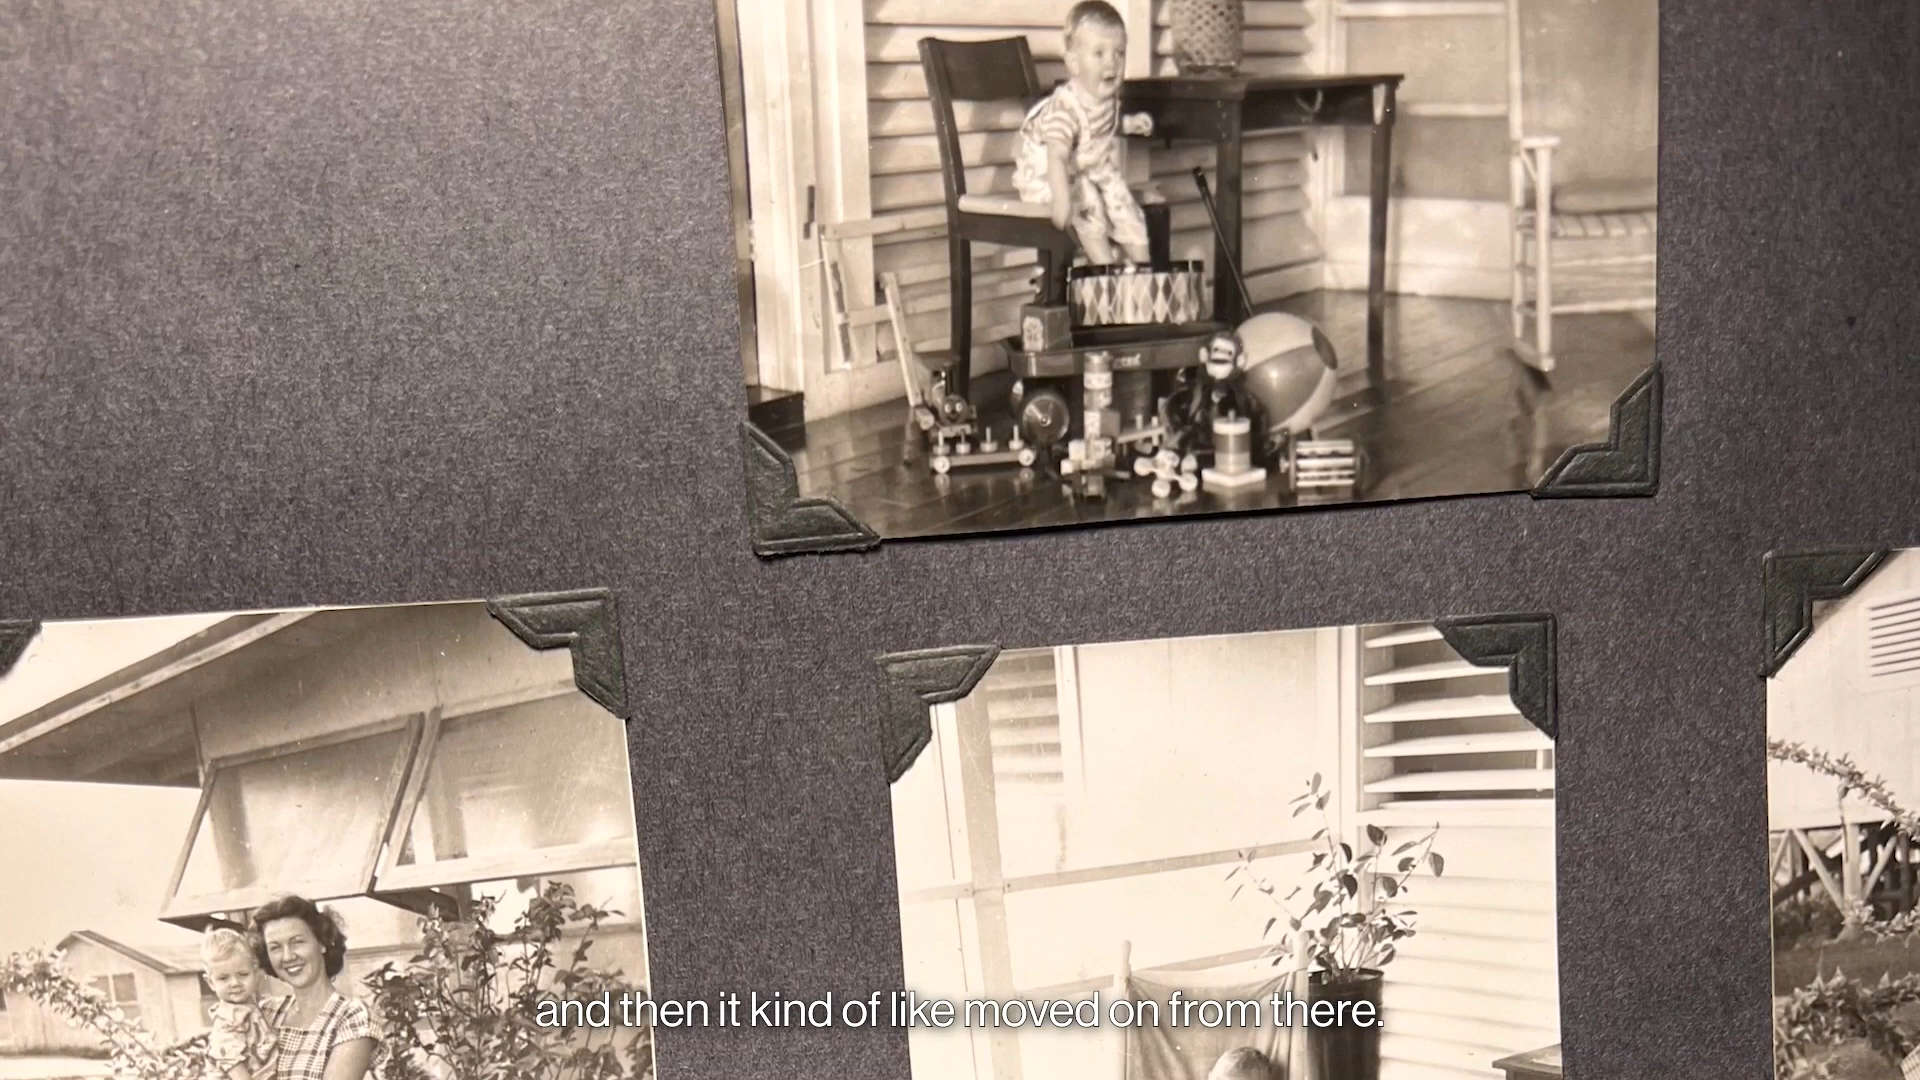 and then it kind of like moved on from there.